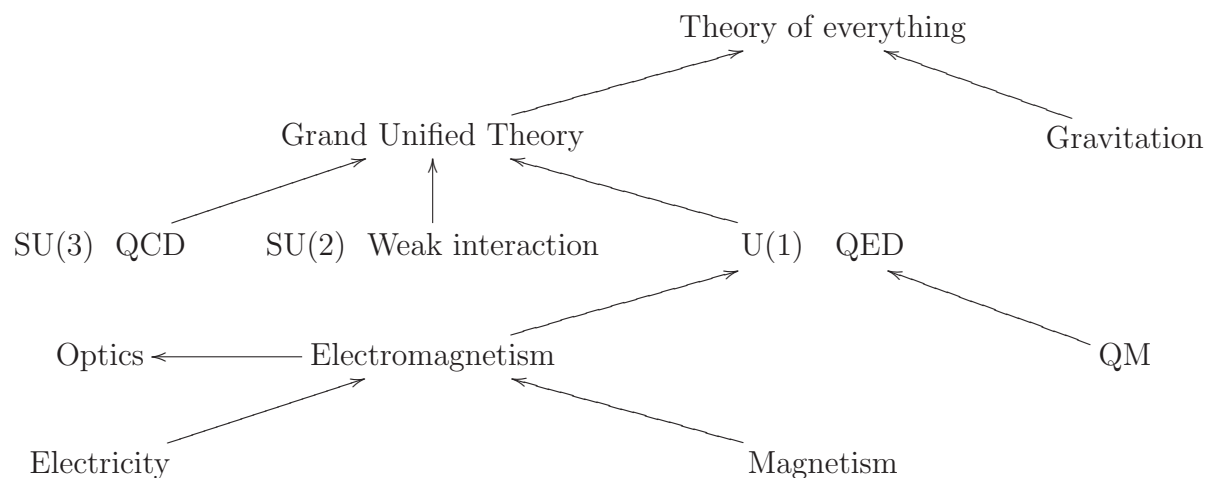 Theory of everything
Grand Unified Theory
Gravitation
SU(3) QCD SU(2) Weak interaction U(1) QED
Optics Electromagnetism QM
Electricity Magnetism